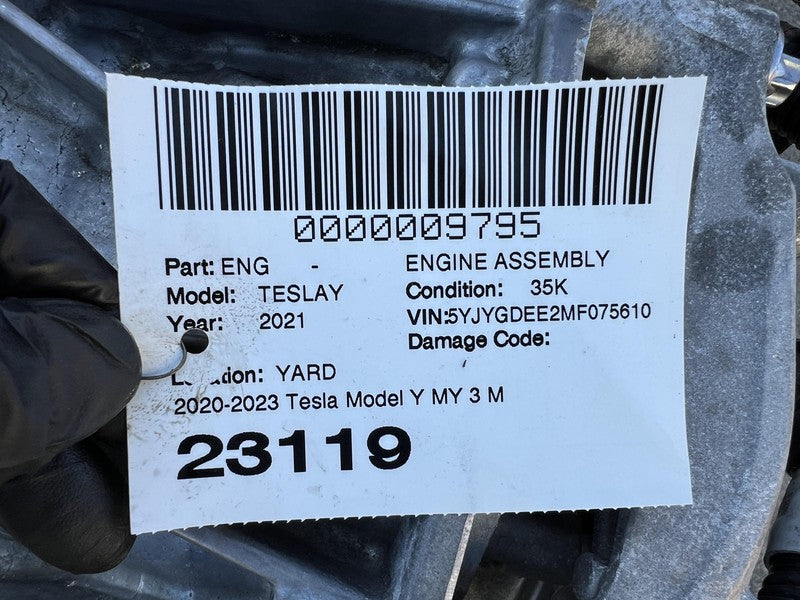 0000009795
Part: ENG - ENGINE ASSEMBLY
Model: TESLAY Condition: 35K
Year: 2021 VIN:5YJYGDEE2MF075610
Damage Code:
Location: YARD
2020-2023 Tesla Model Y MY 3 M
23119